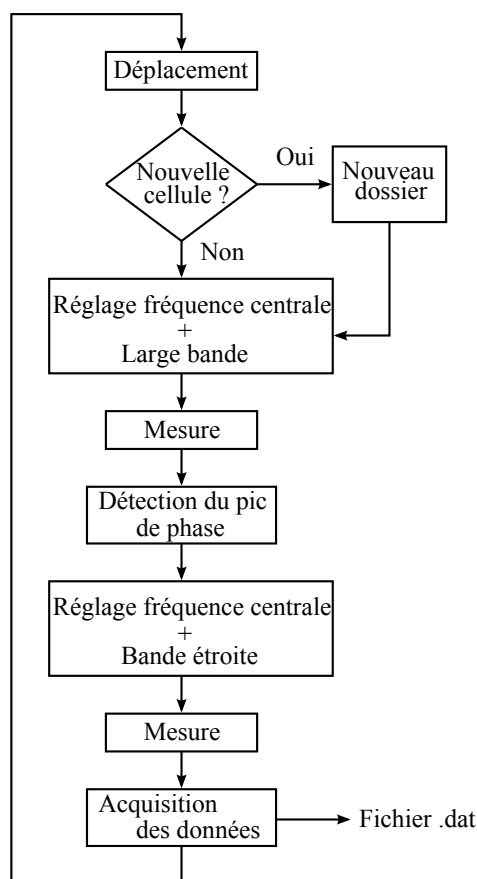 Déplacement
Nouvelle
cellule ?
Oui
Nouveau
dossier
Non
Réglage fréquence centrale
+
Large bande
Mesure
Détection du pic
de phase
Réglage fréquence centrale
+
Bande étroite
Mesure
Acquisition
des données
Fichier .dat